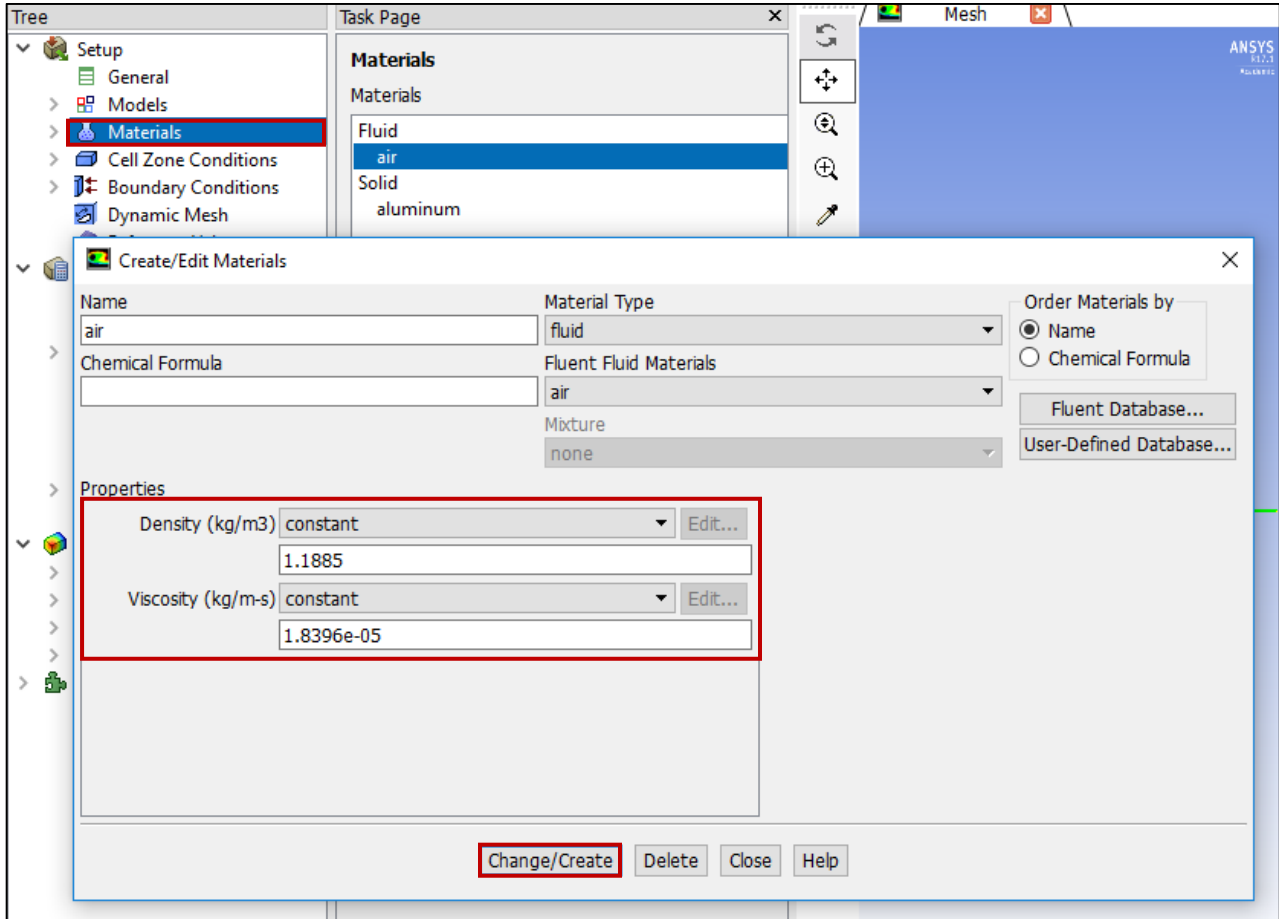 Tree
Setup
General
Models
Materials
Cell Zone Conditions
Boundary Conditions
Dynamic Mesh
Task Page
Materials
Materials
Fluid
air
Solid
aluminum
Mesh
ANSYS
R17.1
Academic
Create/Edit Materials
Name
air
Chemical Formula
Material Type
fluid
Fluent Fluid Materials
air
Mixture
none
Order Materials by
Name
Chemical Formula
Fluent Database...
User-Defined Database...
Properties
Density (kg/m3) constant Edit...
1.1885
Viscosity (kg/m-s) constant Edit...
1.8396e-05
Change/Create Delete Close Help